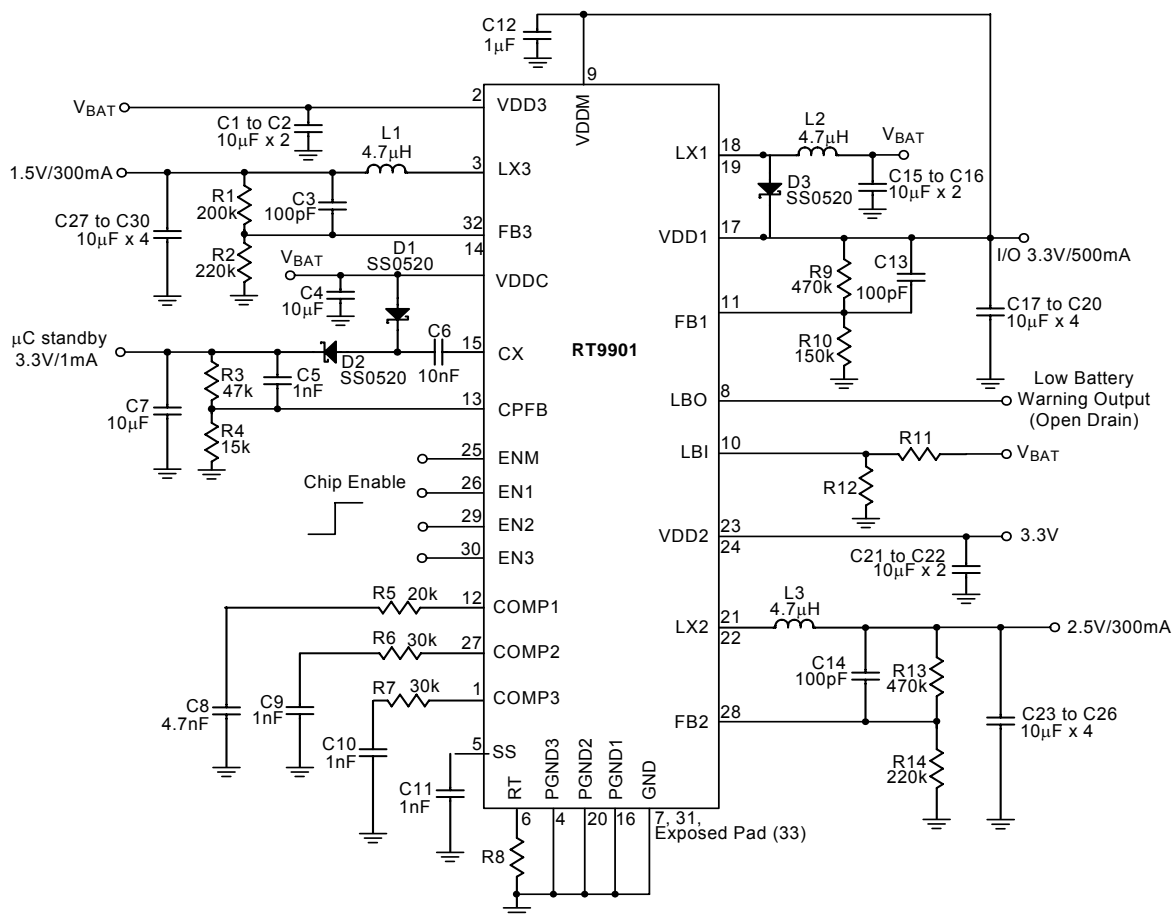 C12
1µF
9
VDDM
V_BAT
2
VDD3
C1 to C2
10µF x 2
L1
4.7µH
1.5V/300mA
3
LX3
R1
200k
C3
100pF
C27 to C30
10µF x 4
R2
220k
32
FB3
14
V_BAT
D1
SS0520
VDDC
C4
10µF
µC standby
3.3V/1mA
C6
10nF
15
CX
D2
SS0520
R3
47k
C5
1nF
C7
10µF
13
CPFB
R4
15k
25
ENM
Chip Enable
26
EN1
29
EN2
30
EN3
R5 20k
12
COMP1
R6 30k
27
COMP2
R7 30k
1
COMP3
C8
4.7nF
C9
1nF
C10
1nF
5
SS
C11
1nF
RT9901
L2
4.7µH
V_BAT
LX1
18
19
D3
SS0520
C15 to C16
10µF x 2
VDD1
17
I/O 3.3V/500mA
R9
470k
C13
100pF
FB1
11
R10
150k
C17 to C20
10µF x 4
LBO
8
Low Battery
Warning Output
(Open Drain)
LBI
10
R11
V_BAT
R12
VDD2
23
24
3.3V
C21 to C22
10µF x 2
L3
4.7µH
LX2
21
22
2.5V/300mA
C14
100pF
R13
470k
FB2
28
C23 to C26
10µF x 4
R14
220k
RT
PGND3
PGND2
PGND1
GND
6
4
20
16
7, 31,
Exposed Pad (33)
R8